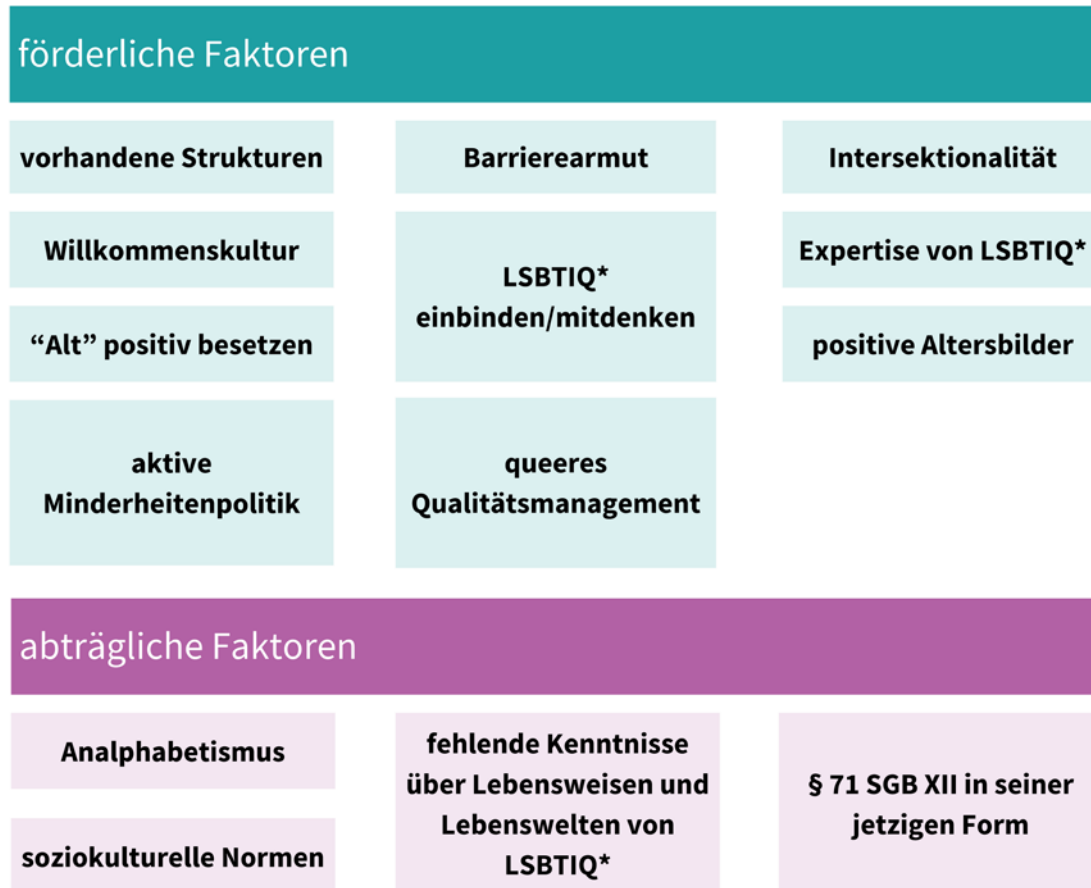 förderliche Faktoren
vorhandene Strukturen
Barrierearmut
Intersektionalität
Willkommenskultur
LSBTIQ*
einbinden/mitdenken
Expertise von LSBTIQ*
“Alt” positiv besetzen
positive Altersbilder
aktive
Minderheitenpolitik
queeres
Qualitätsmanagement
abträgliche Faktoren
Analphabetismus
fehlende Kenntnisse
über Lebensweisen und
Lebenswelten von
LSBTIQ*
§ 71 SGB XII in seiner
jetzigen Form
soziokulturelle Normen